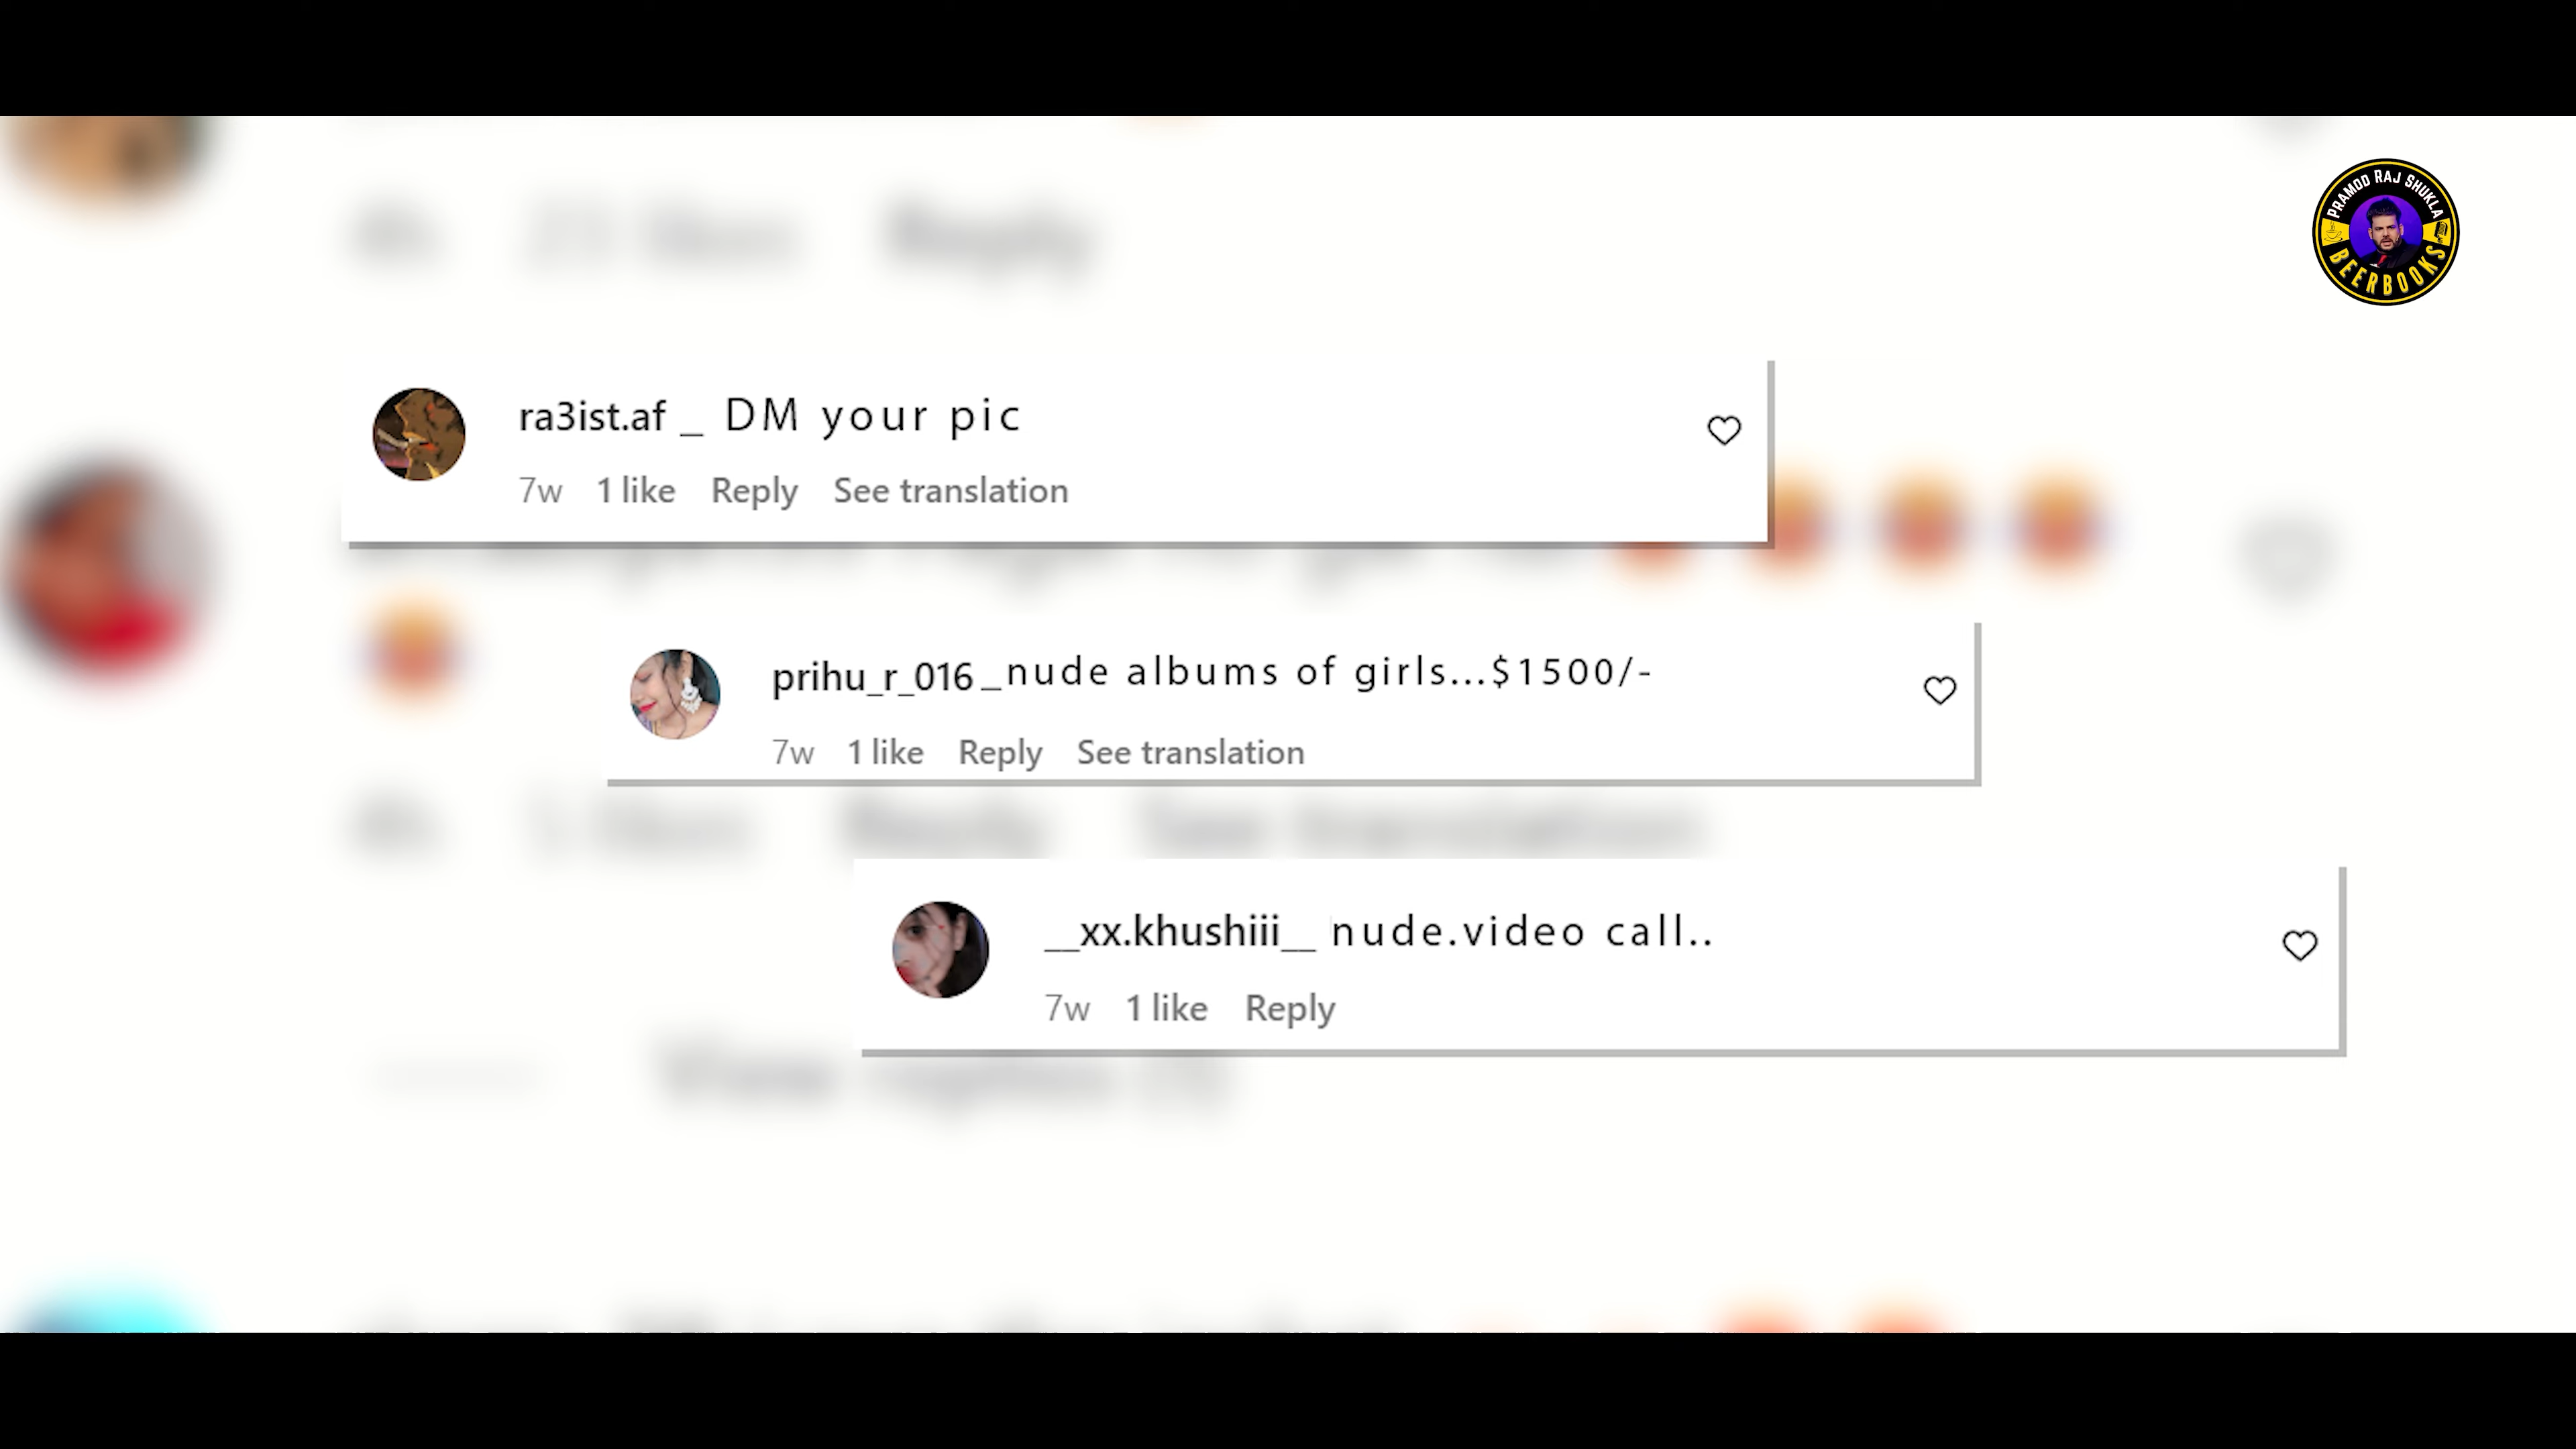 PRAMOD RAJ SHUKLA
BEERBOOKS
ra3ist.af _ DM your pic
7w 1 like Reply See translation
prihu_r_016_nude albums of girls...$1500/-
7w 1 like Reply See translation
__xx.khushiii__ nude.video call..
7w 1 like Reply